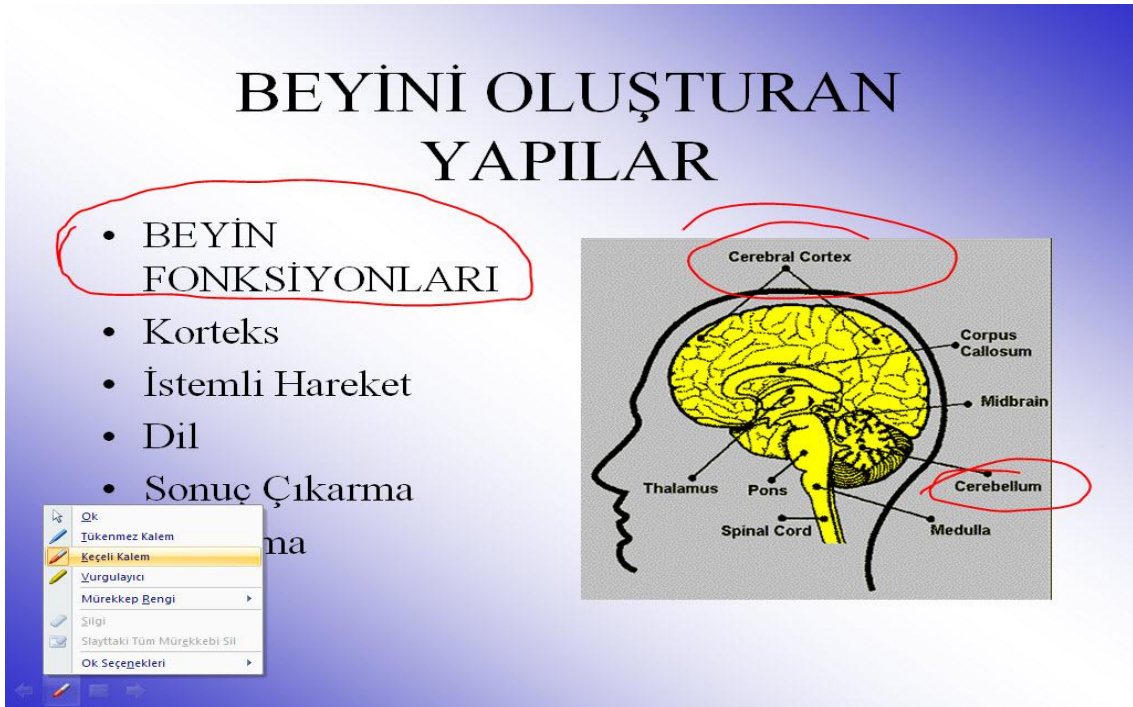 BEYİNİ OLUŞTURAN
YAPILAR
• BEYİN
FONKSİYONLARI
• Korteks
• İstemli Hareket
• Dil
• Sonuç Çıkarma
Cerebral Cortex
Corpus
Callosum
Midbrain
Cerebellum
Thalamus
Pons
Spinal Cord
Medulla
Ok
Tükenmez Kalem
Keçeli Kalem
Vurgulayıcı
Mürekkep Rengi
Silgi
Slayttaki Tüm Mürekkebi Sil
Ok Seçenekleri